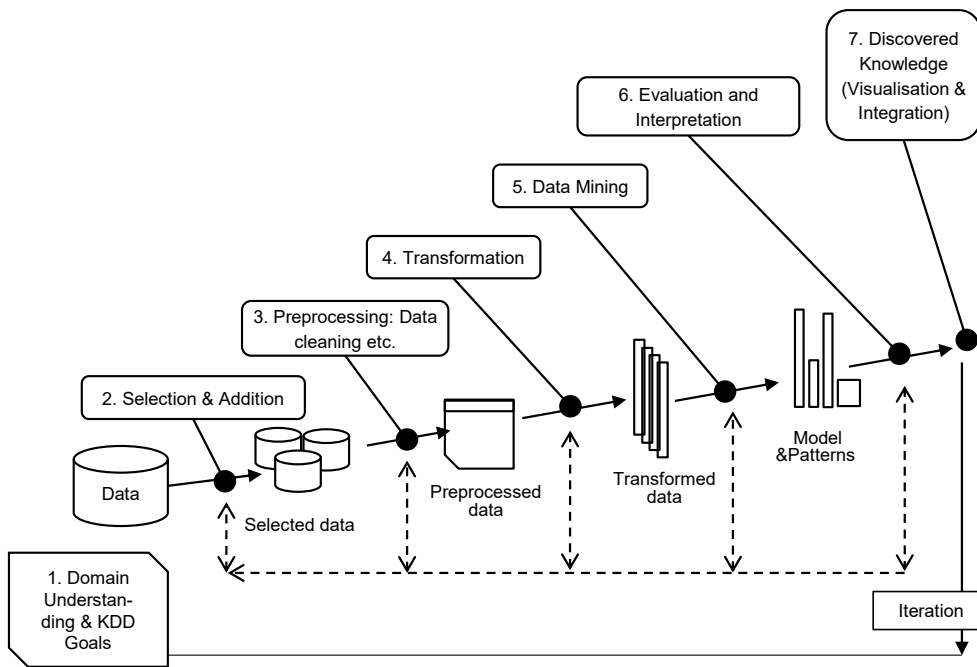 7. Discovered
Knowledge
(Visualisation &
Integration)
6. Evaluation and
Interpretation
5. Data Mining
4. Transformation
3. Preprocessing: Data
cleaning etc.
2. Selection & Addition
Data
Selected data
Preprocessed
data
Transformed
data
Model
&Patterns
1. Domain
Understan-
ding & KDD
Goals
Iteration